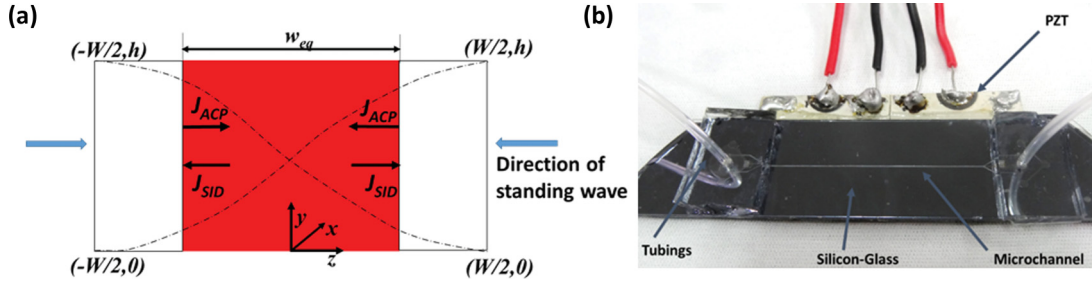 (a)
(-W/2,h)
w_eq
(W/2,h)
J_ACP
J_ACP
J_SID
J_SID
Direction of
standing wave
y
x
z
(-W/2,0)
(W/2,0)
(b)
PZT
Tubings
Silicon-Glass
Microchannel